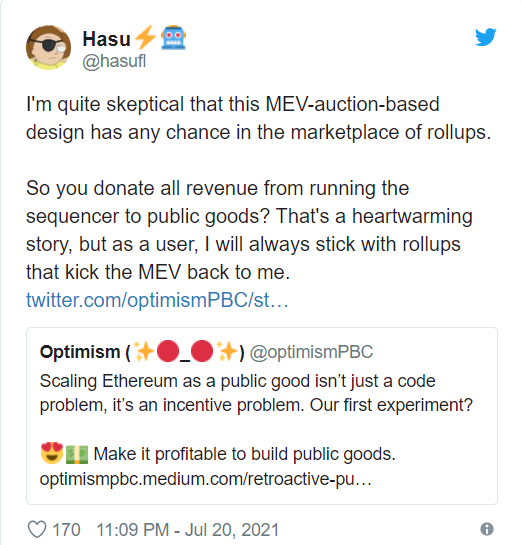 Hasu⚡🤖
@hasufl
I'm quite skeptical that this MEV-auction-based
design has any chance in the marketplace of rollups.
So you donate all revenue from running the
sequencer to public goods? That's a heartwarming
story, but as a user, I will always stick with rollups
that kick the MEV back to me.
twitter.com/optimismPBC/st…
Optimism (✨🔴_🔴✨) @optimismPBC
Scaling Ethereum as a public good isn’t just a code
problem, it’s an incentive problem. Our first experiment?
😍💵 Make it profitable to build public goods.
optimismpbc.medium.com/retroactive-pu…
170 11:09 PM - Jul 20, 2021